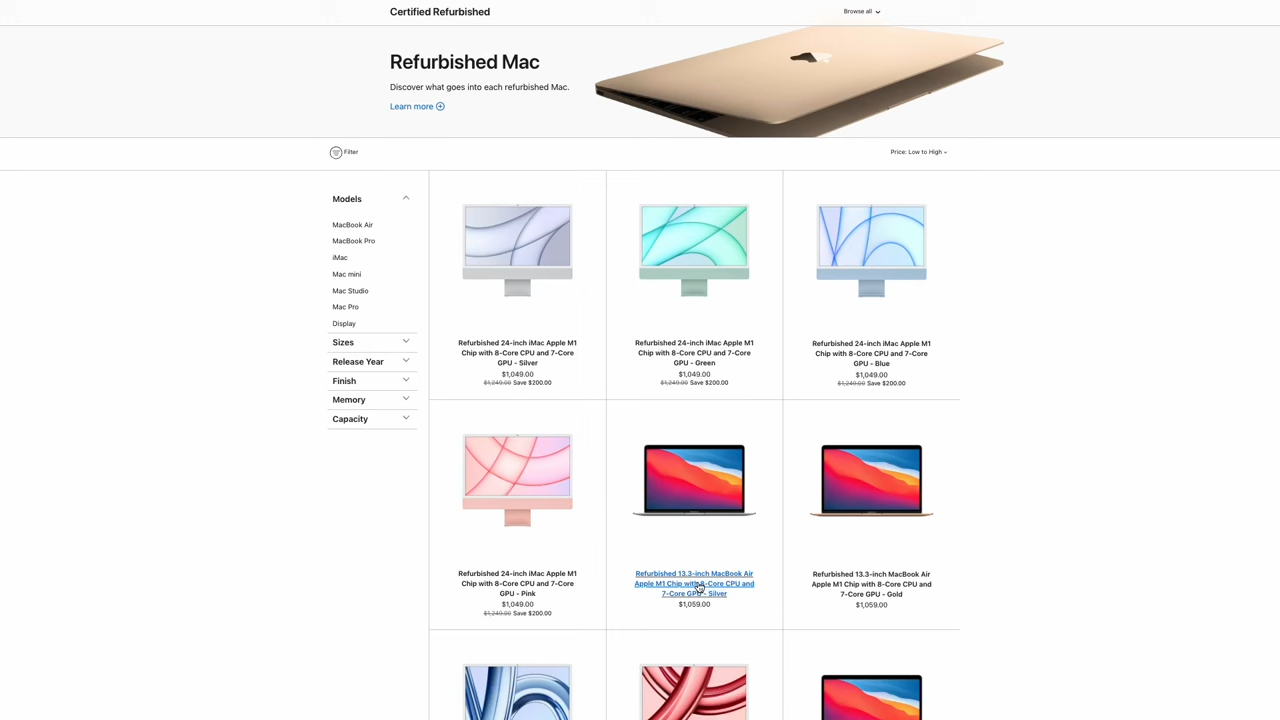 Certified Refurbished
Browse all
Refurbished Mac
Discover what goes into each refurbished Mac.
Learn more
Filter
Price: Low to High
Models
MacBook Air
MacBook Pro
iMac
Mac mini
Mac Studio
Mac Pro
Display
Sizes
Release Year
Finish
Memory
Capacity
Refurbished 24-inch iMac Apple M1
Chip with 8-Core CPU and 7-Core
GPU - Silver
$1,049.00
$1,249.00 Save $200.00
Refurbished 24-inch iMac Apple M1
Chip with 8-Core CPU and 7-Core
GPU - Green
$1,049.00
$1,249.00 Save $200.00
Refurbished 24-inch iMac Apple M1
Chip with 8-Core CPU and 7-Core
GPU - Blue
$1,049.00
$1,249.00 Save $200.00
Refurbished 24-inch iMac Apple M1
Chip with 8-Core CPU and 7-Core
GPU - Pink
$1,049.00
$1,249.00 Save $200.00
Refurbished 13.3-inch MacBook Air
Apple M1 Chip with 8-Core CPU and
7-Core GPU - Silver
$1,059.00
Refurbished 13.3-inch MacBook Air
Apple M1 Chip with 8-Core CPU and
7-Core GPU - Gold
$1,059.00